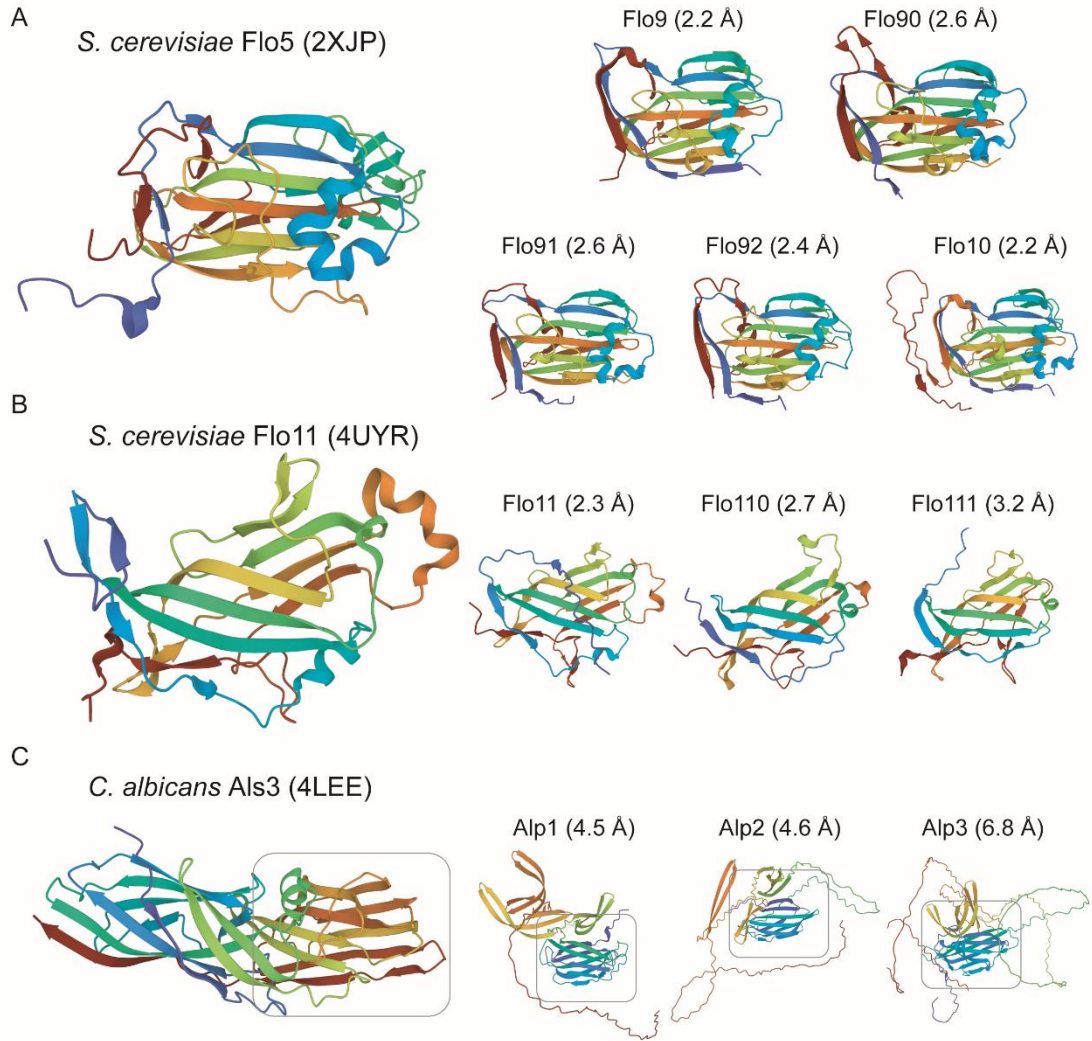 A
S. cerevisiae Flo5 (2XJP)
Flo9 (2.2 Å)
Flo90 (2.6 Å)
Flo91 (2.6 Å)
Flo92 (2.4 Å)
Flo10 (2.2 Å)
B
S. cerevisiae Flo11 (4UYR)
Flo11 (2.3 Å)
Flo110 (2.7 Å)
Flo111 (3.2 Å)
C
C. albicans Als3 (4LEE)
Alp1 (4.5 Å)
Alp2 (4.6 Å)
Alp3 (6.8 Å)